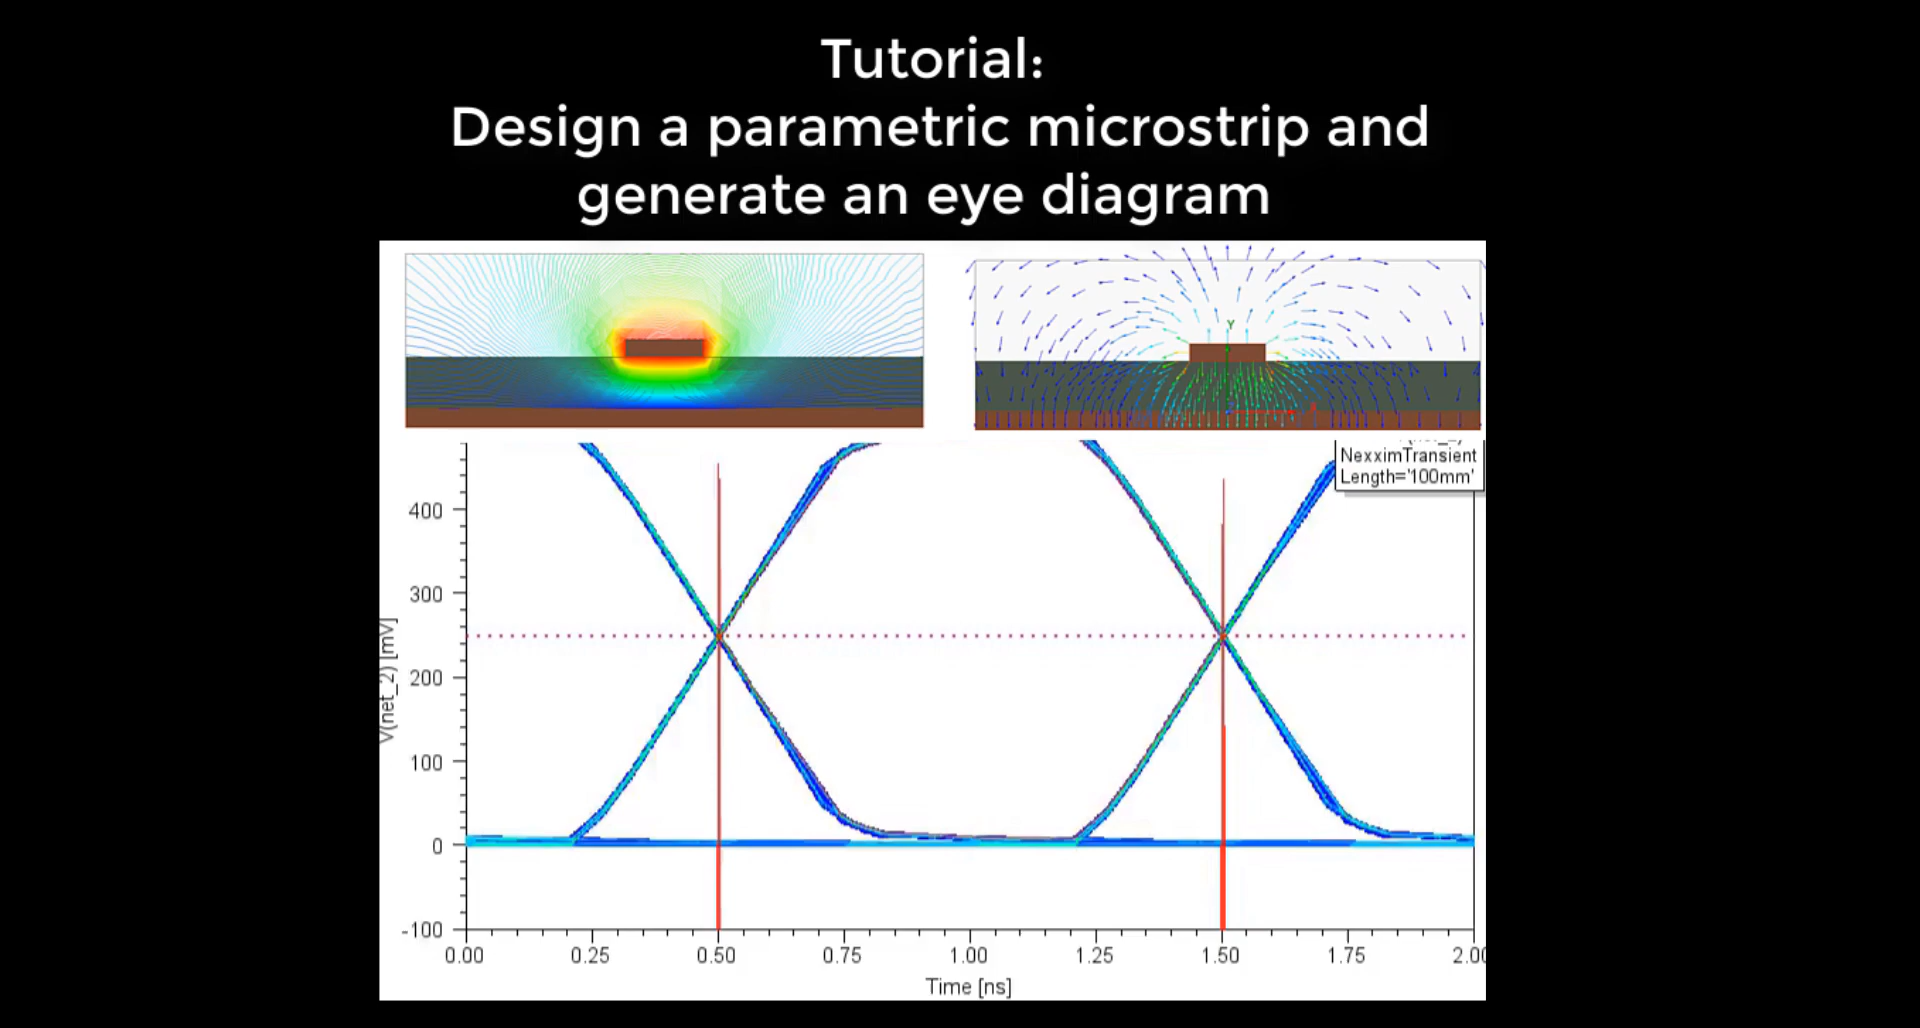 Tutorial:
Design a parametric microstrip and
generate an eye diagram
Y
NexximTransient
Length='100mm'
400
300
200
100
0
-100
V(net_2) [mV]
0.00 0.25 0.50 0.75 1.00 1.25 1.50 1.75 2.00
Time [ns]